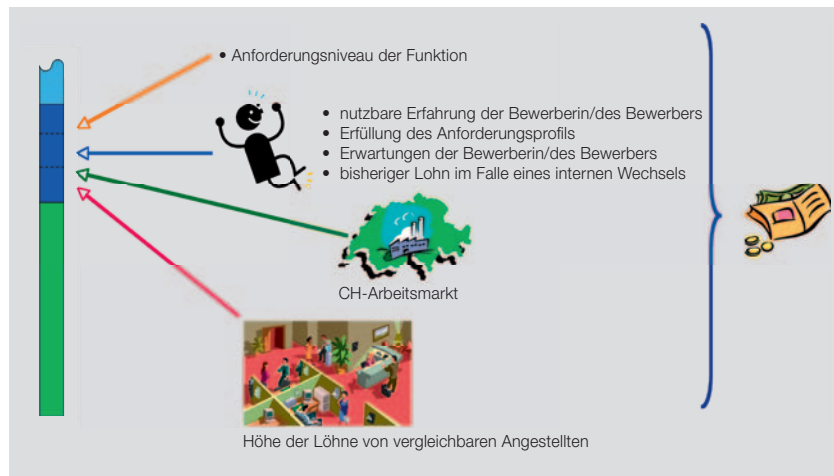 • Anforderungsniveau der Funktion
• nutzbare Erfahrung der Bewerberin/des Bewerbers
• Erfüllung des Anforderungsprofils
• Erwartungen der Bewerberin/des Bewerbers
• bisheriger Lohn im Falle eines internen Wechsels
CH-Arbeitsmarkt
Höhe der Löhne von vergleichbaren Angestellten